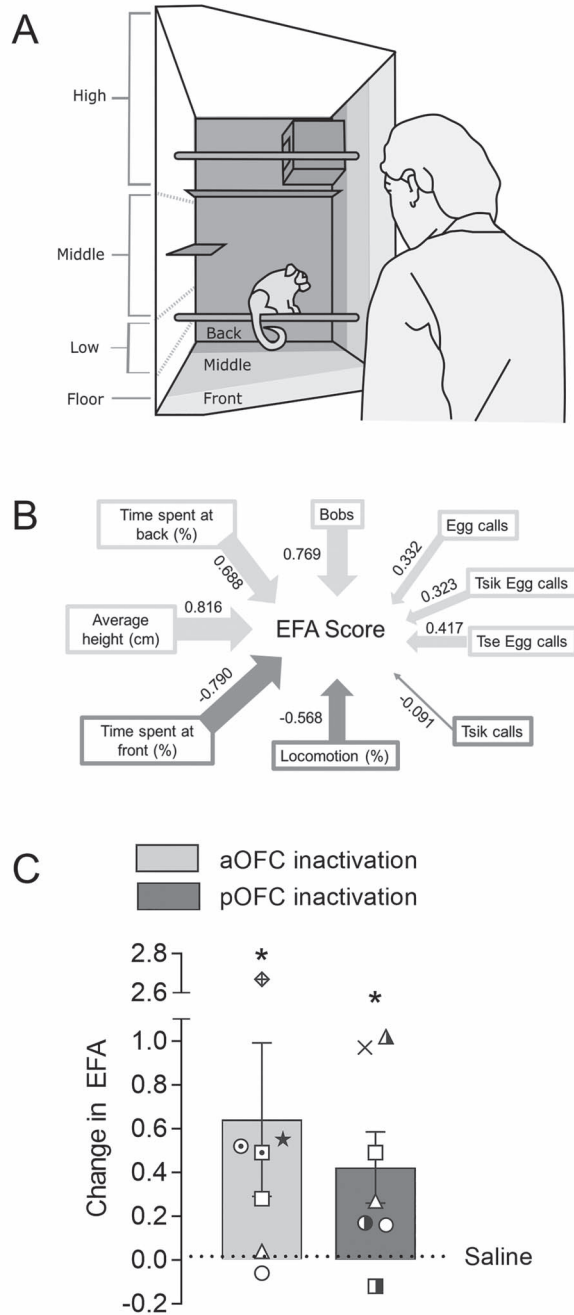 A
High
Middle
Low
Floor
Back
Middle
Front
B
Time spent at
back (%)
Bobs
Egg calls
0.688
0.769
0.332
Tsik Egg calls
0.323
Average
height (cm)
0.816
EFA Score
0.417
Tse Egg calls
-0.790
-0.568
-0.091
Time spent at
front (%)
Locomotion (%)
Tsik calls
C
aOFC inactivation
pOFC inactivation
Change in EFA
2.8
2.6
1.0
0.8
0.6
0.4
0.2
0.0
-0.2
*
*
Saline